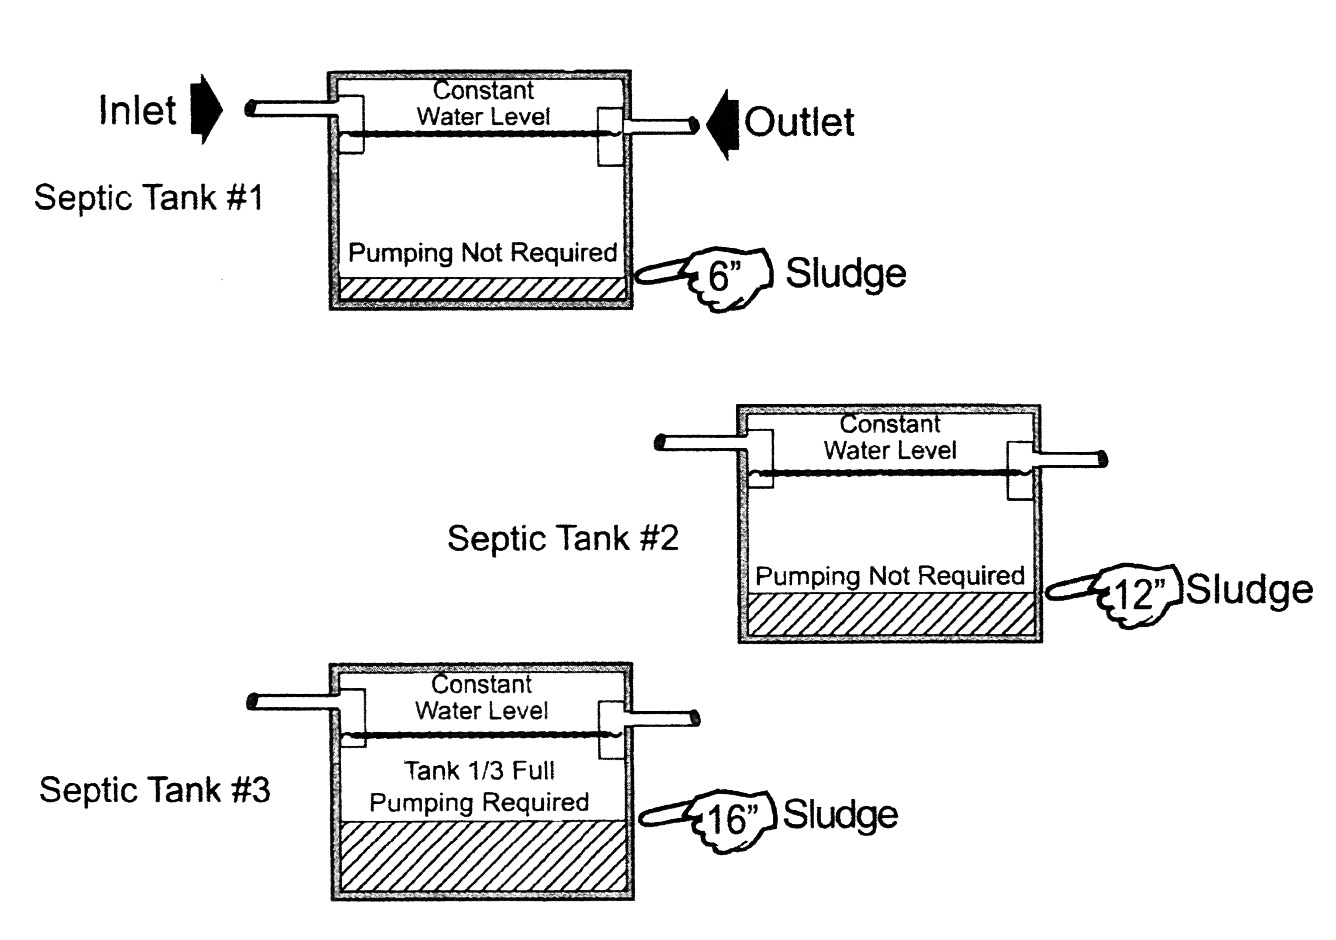 Constant
Water Level
Inlet
Outlet
Septic Tank #1
Pumping Not Required
6” Sludge
Constant
Water Level
Septic Tank #2
Pumping Not Required
12” Sludge
Constant
Water Level
Tank 1/3 Full
Septic Tank #3
Pumping Required
16” Sludge